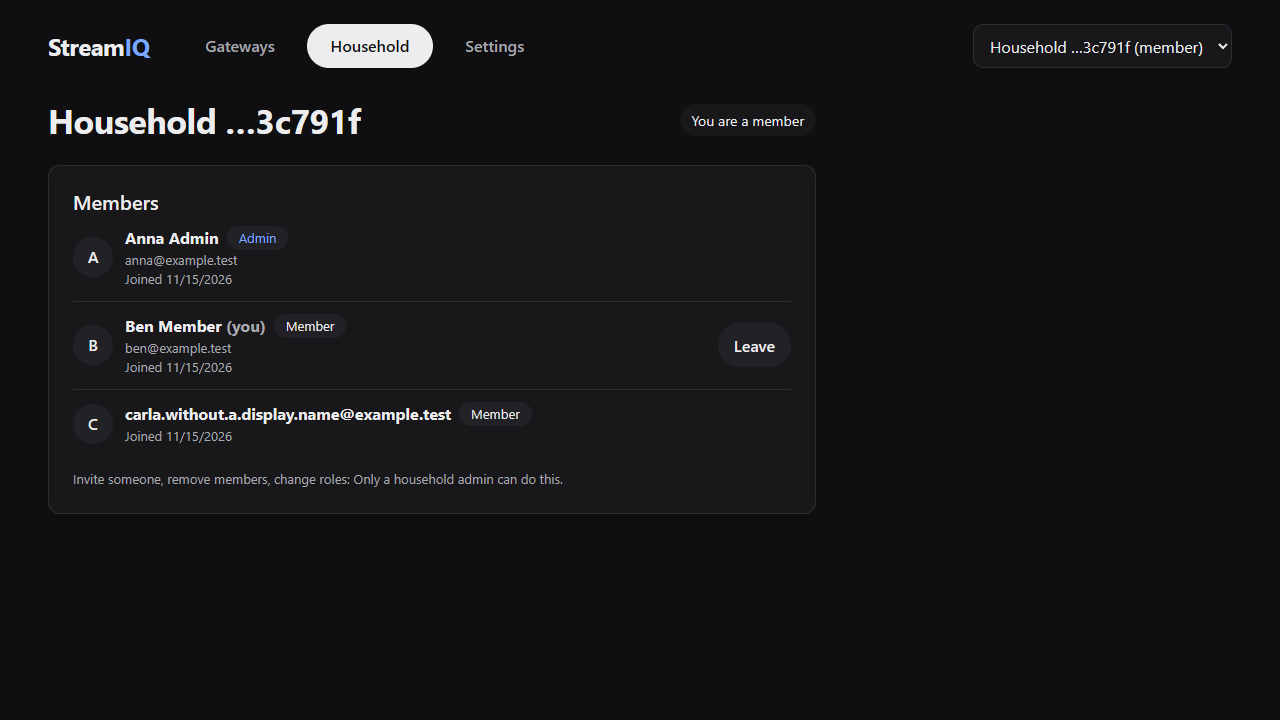 StreamIQ Gateways Household Settings Household …3c791f (member)
Household …3c791f You are a member
Members
A Anna Admin Admin
anna@example.test
Joined 11/15/2026
B Ben Member (you) Member
ben@example.test
Joined 11/15/2026
Leave
C carla.without.a.display.name@example.test Member
Joined 11/15/2026
Invite someone, remove members, change roles: Only a household admin can do this.